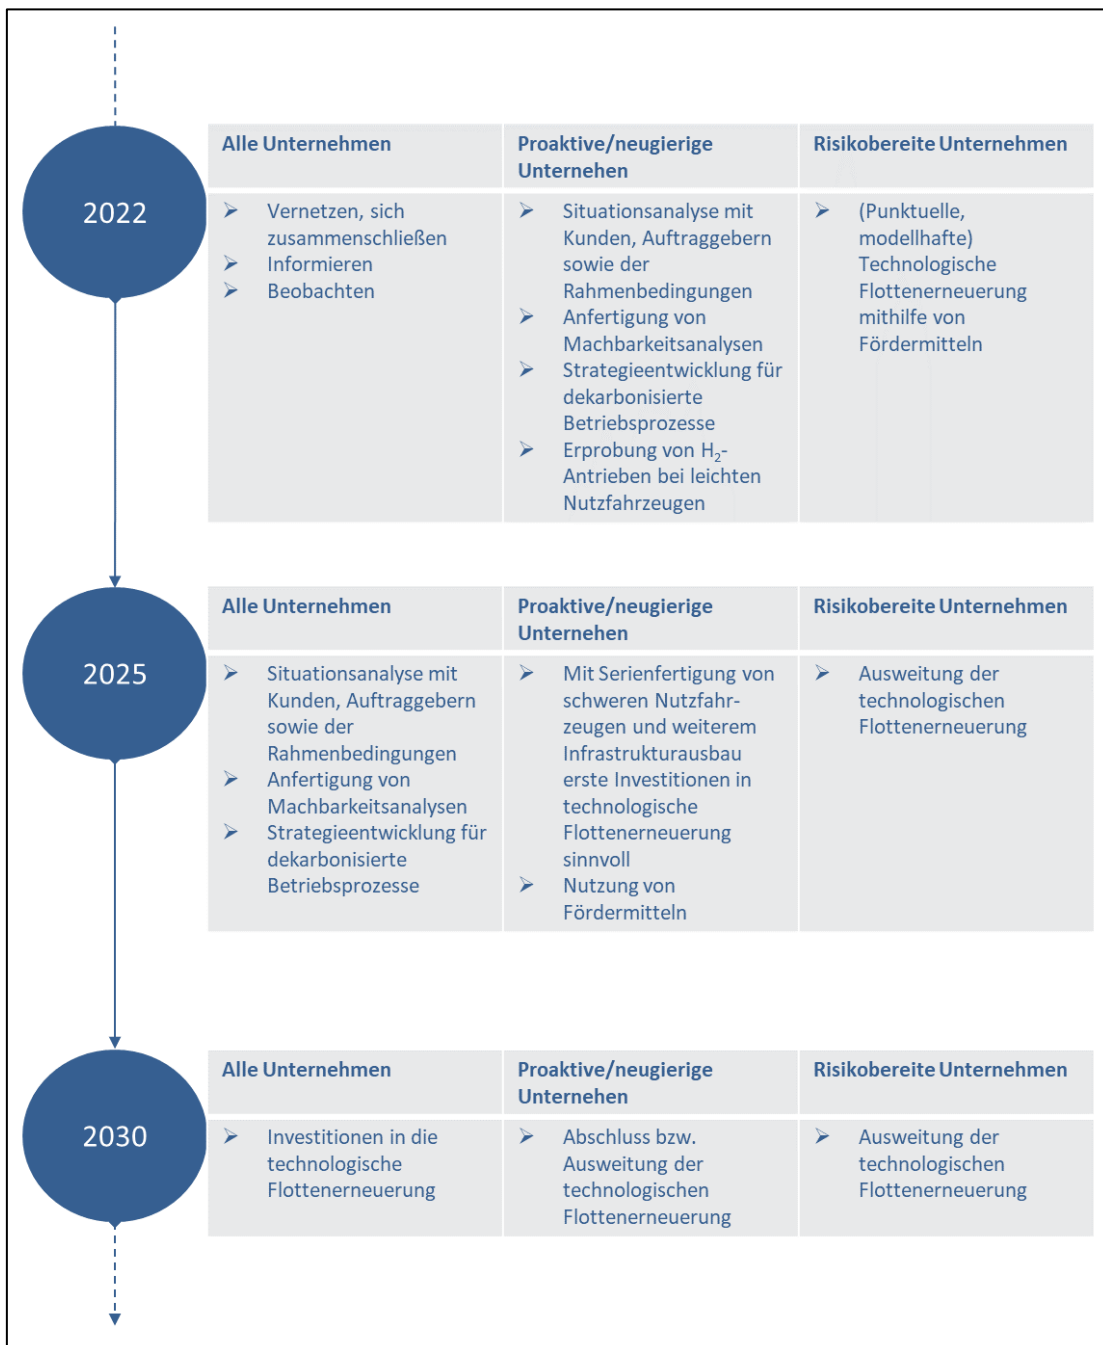 2022
Alle Unternehmen
Vernetzen, sich
zusammenschließen
Informieren
Beobachten
Proaktive/neugierige
Unternehen
Situationsanalyse mit
Kunden, Auftraggebern
sowie der
Rahmenbedingungen
Anfertigung von
Machbarkeitsanalysen
Strategieentwicklung für
dekarbonisierte
Betriebsprozesse
Erprobung von H₂-
Antrieben bei leichten
Nutzfahrzeugen
Risikobereite Unternehmen
(Punktuelle,
modellhafte)
Technologische
Flottenerneuerung
mithilfe von
Fördermitteln
2025
Alle Unternehmen
Situationsanalyse mit
Kunden, Auftraggebern
sowie der
Rahmenbedingungen
Anfertigung von
Machbarkeitsanalysen
Strategieentwicklung für
dekarbonisierte
Betriebsprozesse
Proaktive/neugierige
Unternehen
Mit Serienfertigung von
schweren Nutzfahr-
zeugen und weiterem
Infrastrukturausbau
erste Investitionen in
technologische
Flottenerneuerung
sinnvoll
Nutzung von
Fördermitteln
Risikobereite Unternehmen
Ausweitung der
technologischen
Flottenerneuerung
2030
Alle Unternehmen
Investitionen in die
technologische
Flottenerneuerung
Proaktive/neugierige
Unternehen
Abschluss bzw.
Ausweitung der
technologischen
Flottenerneuerung
Risikobereite Unternehmen
Ausweitung der
technologischen
Flottenerneuerung